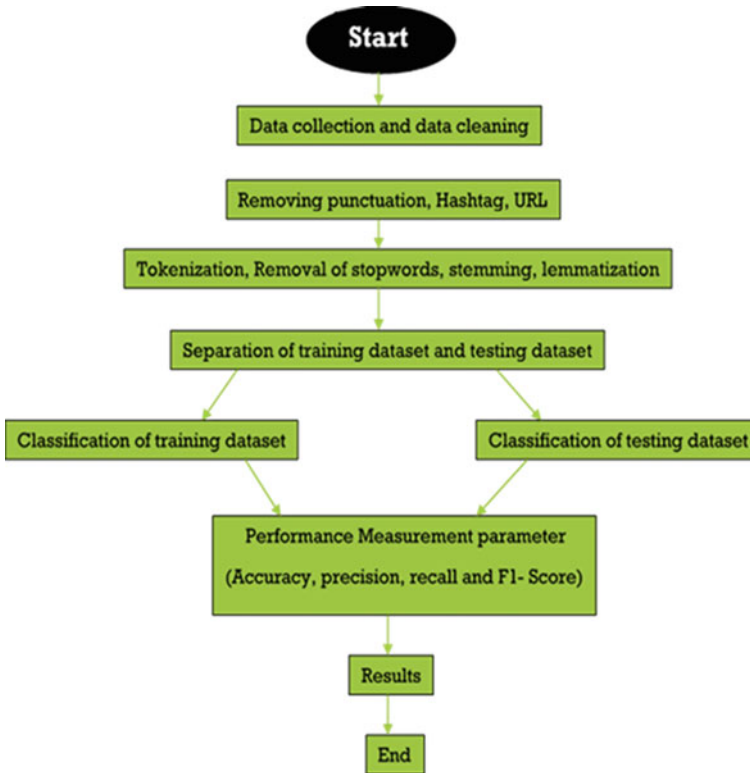 Start
Data collection and data cleaning
Removing punctuation, Hashtag, URL
Tokenization, Removal of stopwords, stemming, lemmatization
Separation of training dataset and testing dataset
Classification of training dataset
Classification of testing dataset
Performance Measurement parameter
(Accuracy, precision, recall and F1- Score)
Results
End